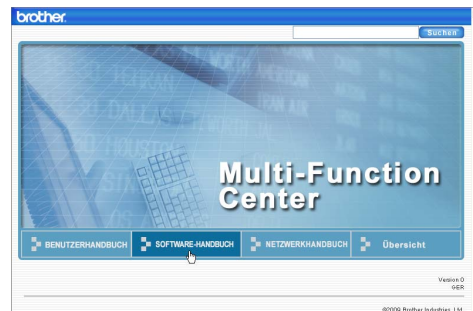 brother
Suchen
Multi-Function
Center
BENUTZERHANDBUCH SOFTWARE-HANDBUCH NETZWERKHANDBUCH Übersicht
Version 0
GER
©2009 Brother Industries, Ltd.